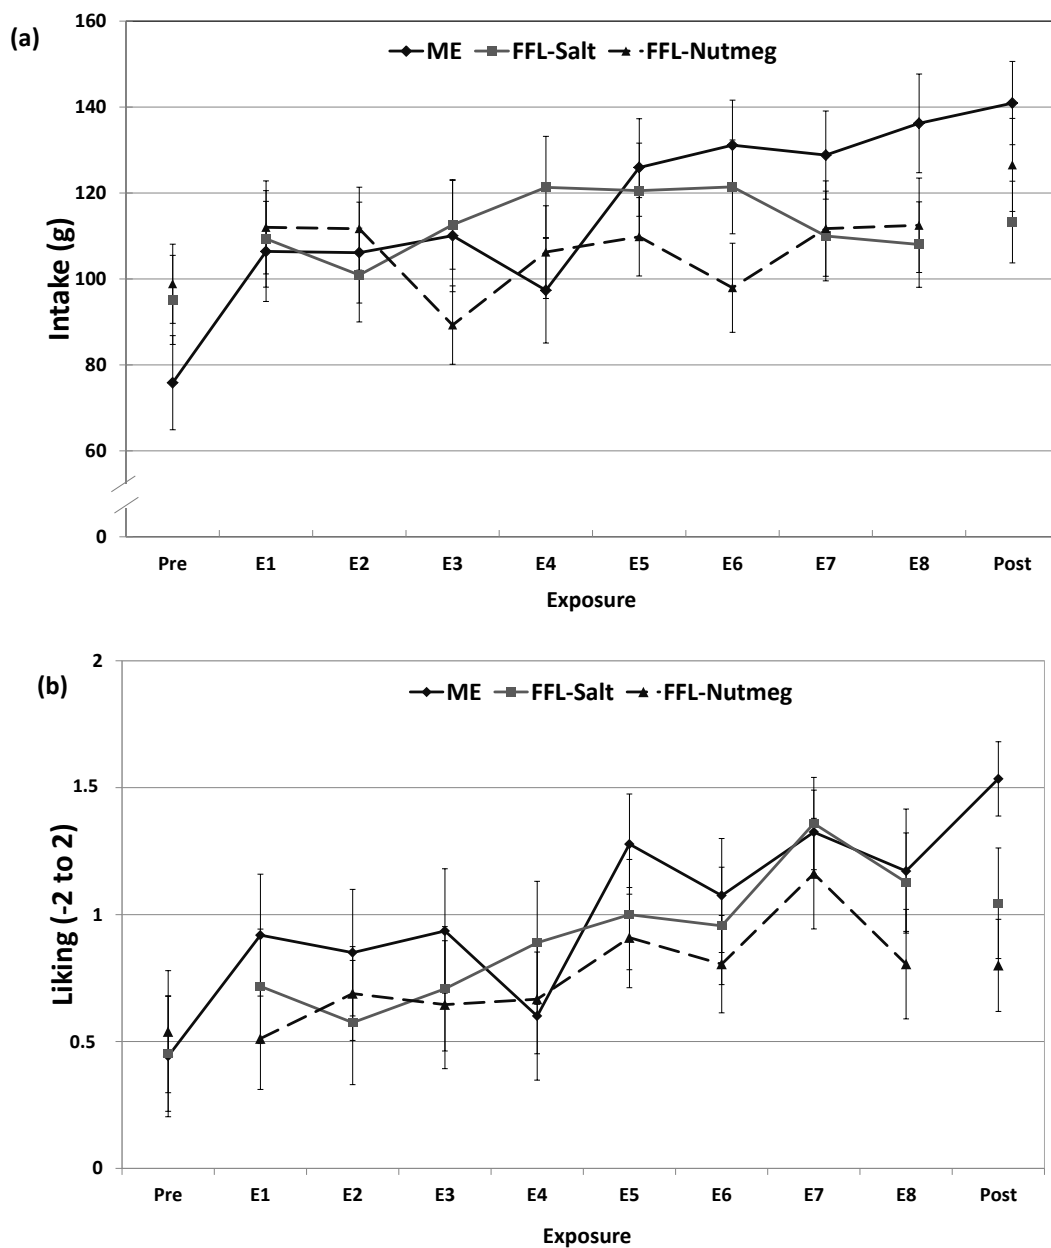 (a)
ME FFL-Salt FFL-Nutmeg
Intake (g)
160
140
120
100
80
60
0
Pre E1 E2 E3 E4 E5 E6 E7 E8 Post
Exposure
(b)
ME FFL-Salt FFL-Nutmeg
Liking (-2 to 2)
2
1.5
1
0.5
0
Pre E1 E2 E3 E4 E5 E6 E7 E8 Post
Exposure